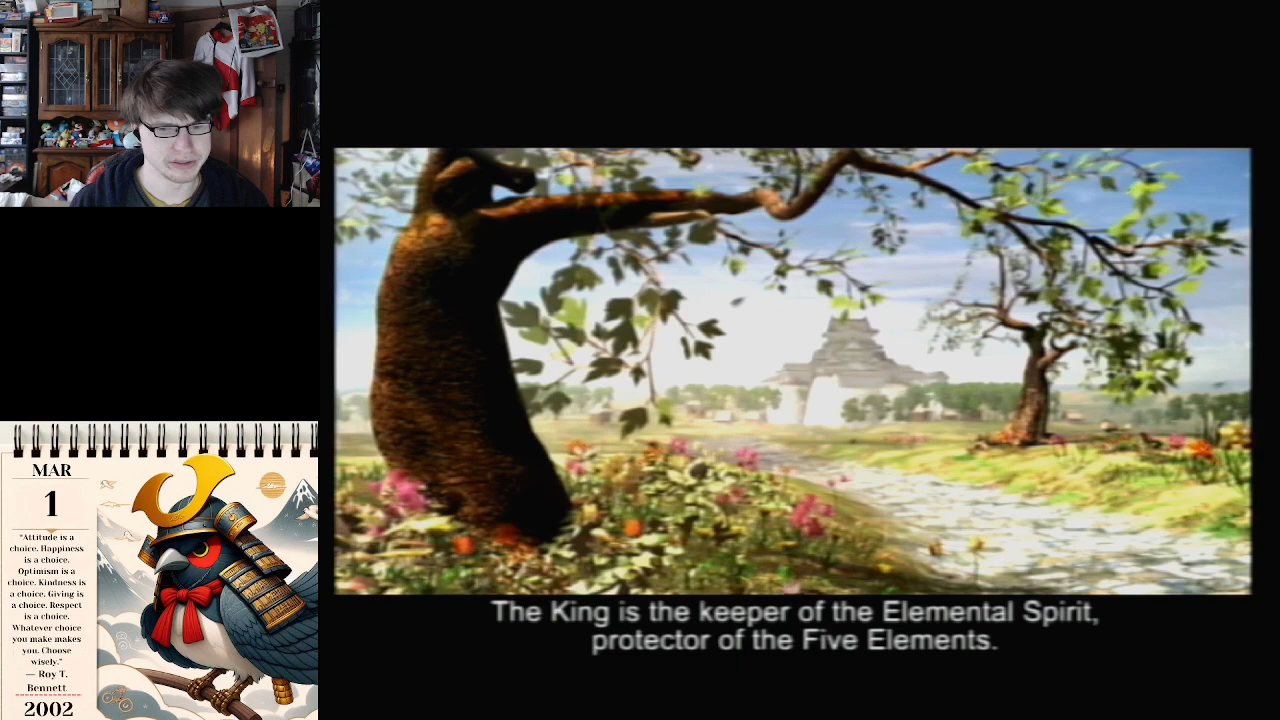 The King is the keeper of the Elemental Spirit,
protector of the Five Elements.
MAR
1
"Attitude is a
choice. Happiness
is a choice.
Optimism is a
choice. Kindness is
a choice. Giving is
a choice. Respect
is a choice.
Whatever choice
you make makes
you. Choose
wisely."
— Roy T.
Bennett
2002